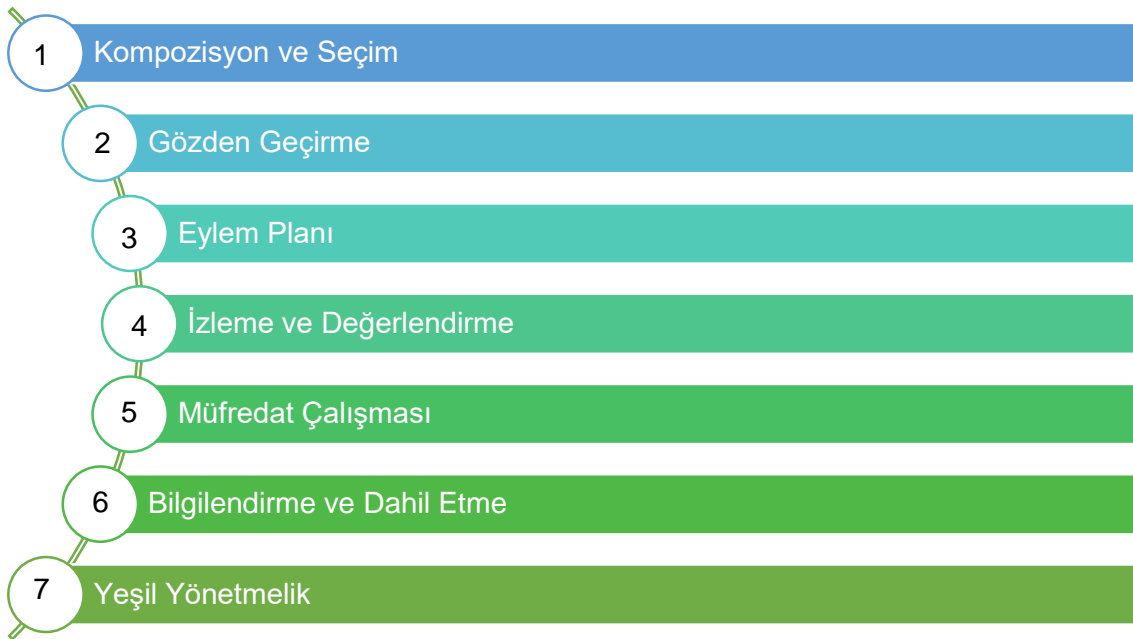 1 Kompozisyon ve Seçim
2 Gözden Geçirme
3 Eylem Planı
4 İzleme ve Değerlendirme
5 Müfredat Çalışması
6 Bilgilendirme ve Dahil Etme
7 Yeşil Yönetmelik